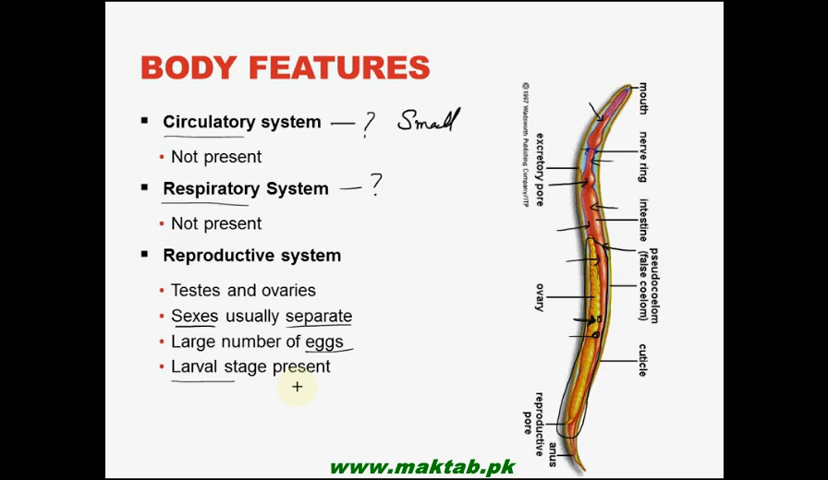 BODY FEATURES
▪ Circulatory system — ? Small
• Not present
▪ Respiratory System — ?
• Not present
▪ Reproductive system
• Testes and ovaries
• Sexes usually separate
• Large number of eggs
• Larval stage present
mouth
nerve ring
intestine
pseudocoelom
(false coelom)
cuticle
© 1997 Wadsworth Publishing Company/ITP
excretory pore
ovary
reproductive
pore
anus
www.maktab.pk